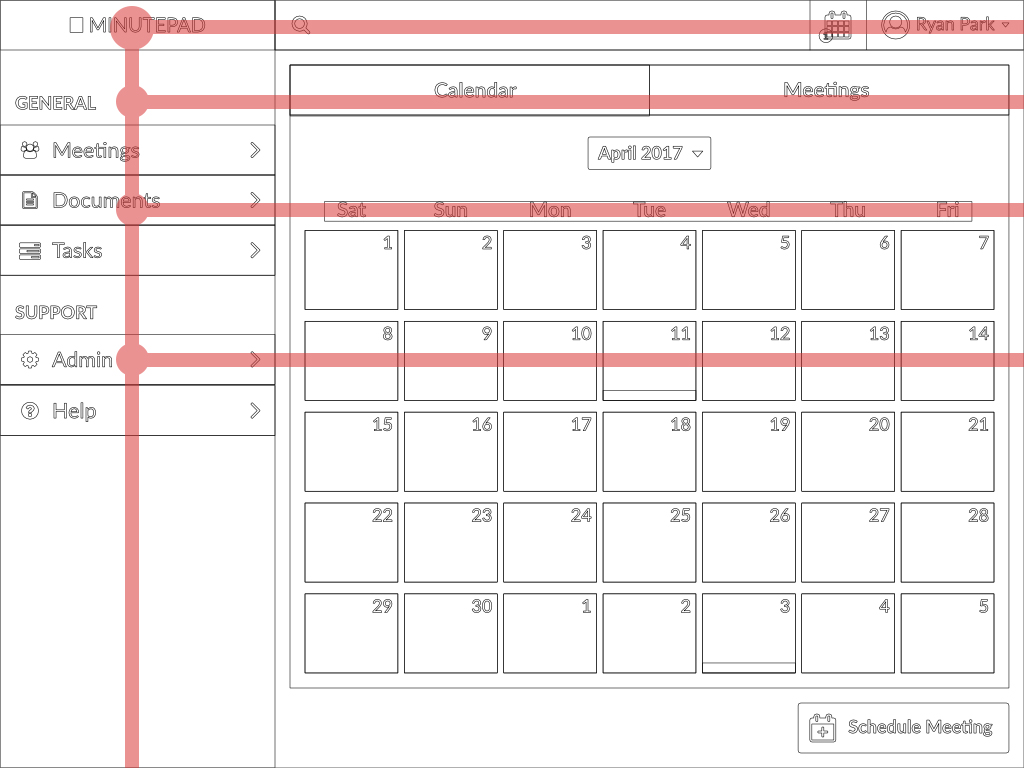 MINUTEPAD
1
Ryan Park
GENERAL
Meetings
Documents
Tasks
SUPPORT
Admin
Help
Calendar Meetings
April 2017
Sat Sun Mon Tue Wed Thu Fri
1 2 3 4 5 6 7
8 9 10 11 12 13 14
15 16 17 18 19 20 21
22 23 24 25 26 27 28
29 30 1 2 3 4 5
Schedule Meeting